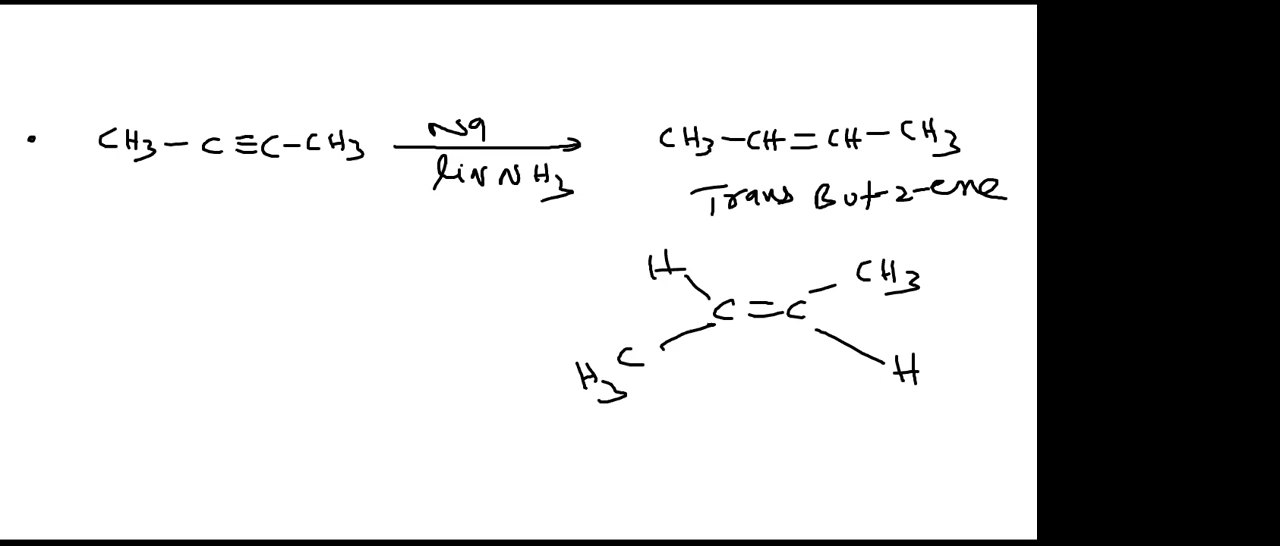 CH3 - C ≡ C - CH3 Na CH3 - CH = CH - CH3
liq NH3
Trans But-2-ene
H CH3
C = C
H3C H